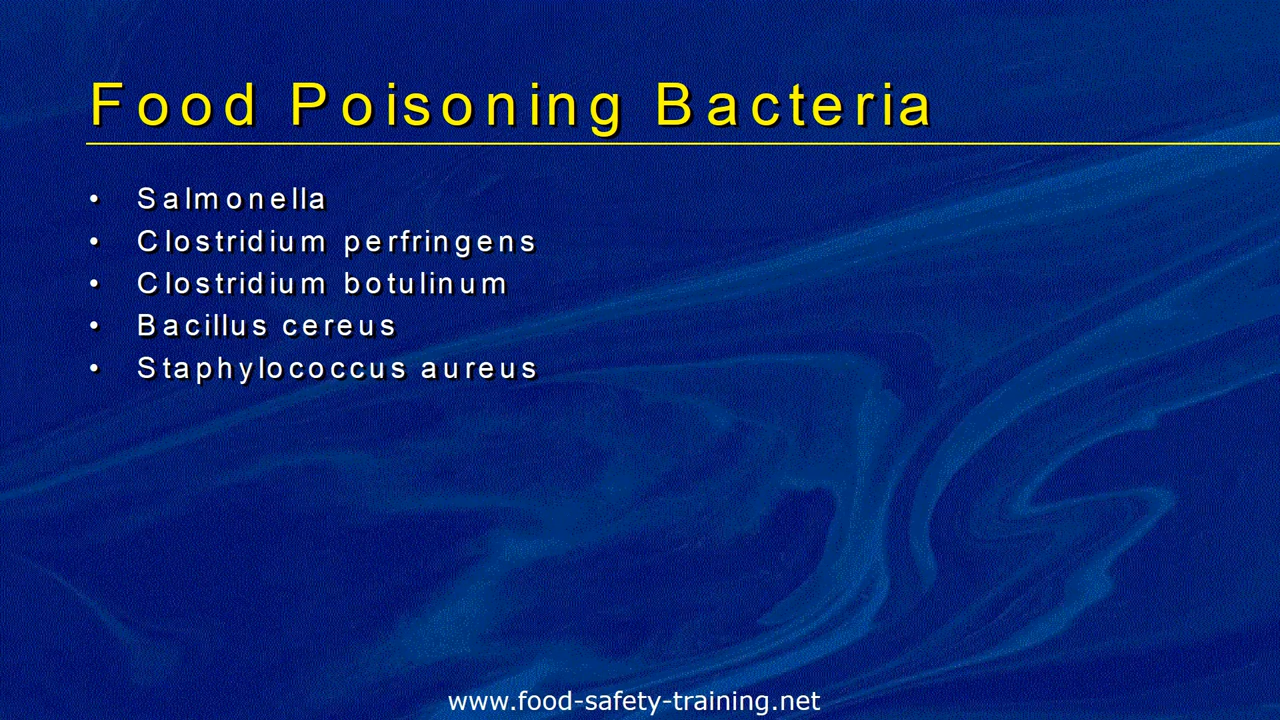 Food Poisoning Bacteria
• Salmonella
• Clostridium perfringens
• Clostridium botulinum
• Bacillus cereus
• Staphylococcus aureus
www.food-safety-training.net